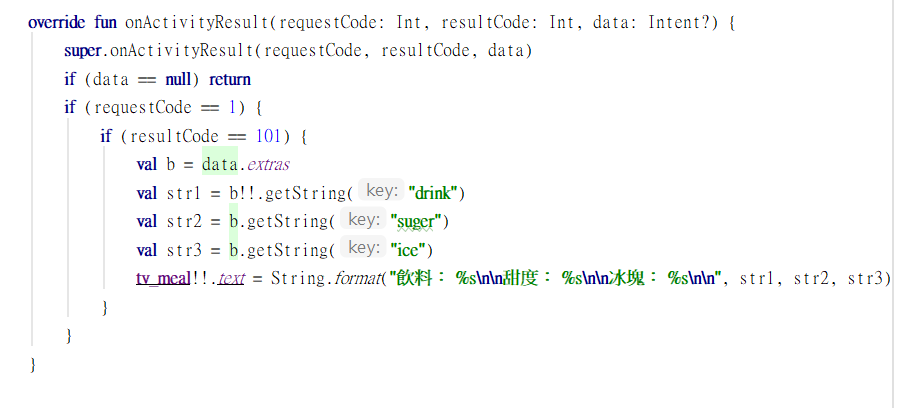 override fun onActivityResult(requestCode: Int, resultCode: Int, data: Intent?) {
super.onActivityResult(requestCode, resultCode, data)
if (data == null) return
if (requestCode == 1) {
if (resultCode == 101) {
val b = data.extras
val str1 = b!!.getString( key: "drink")
val str2 = b.getString( key: "suger")
val str3 = b.getString( key: "ice")
tv_meal!!.text = String.format("飲料： %s\n\n甜度： %s\n\n冰塊： %s\n\n", str1, str2, str3)
}
}
}